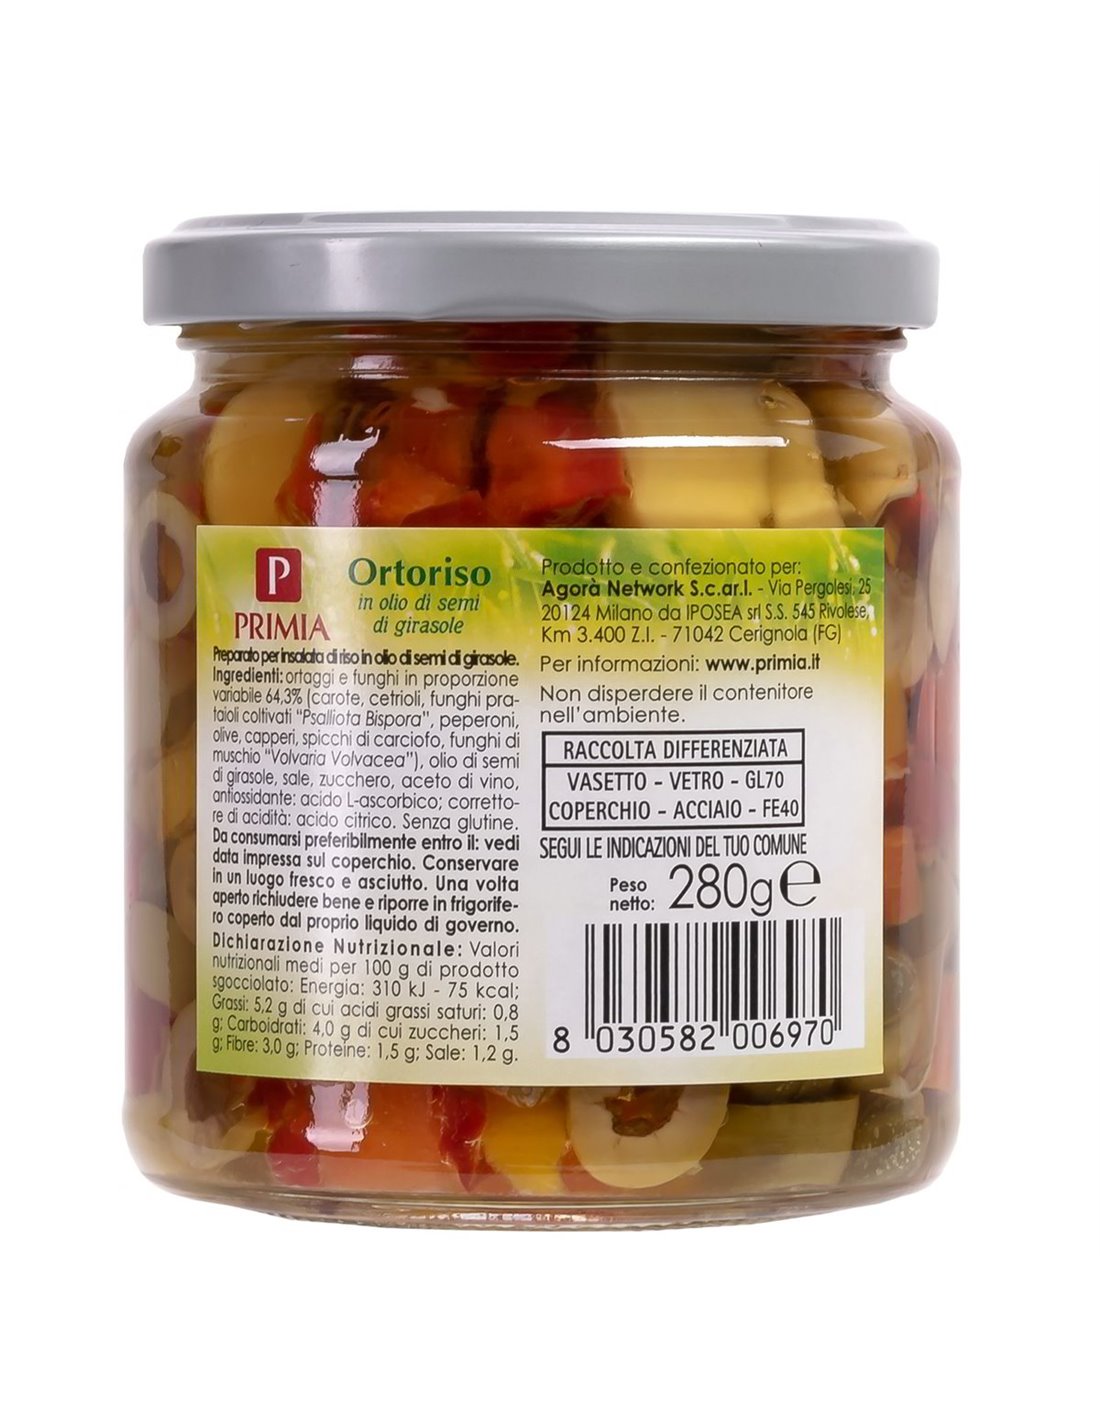 P
PRIMIA
Ortoriso
in olio di semi
di girasole
Preparato per insalata di riso in olio di semi di girasole.
Ingredienti: ortaggi e funghi in proporzione
variabile 64,3% (carote, cetrioli, funghi pra-
taioli coltivati “Psalliota Bispora”, peperoni,
olive, capperi, spicchi di carciofo, funghi di
muschio “Volvaria Volvacea”), olio di semi
di girasole, sale, zucchero, aceto di vino,
antiossidante: acido L-ascorbico; corretto-
re di acidità: acido citrico. Senza glutine.
Da consumarsi preferibilmente entro il: vedi
data impressa sul coperchio. Conservare
in un luogo fresco e asciutto. Una volta
aperto richiudere bene e riporre in frigorife-
ro coperto dal proprio liquido di governo.
Dichiarazione Nutrizionale: Valori
nutrizionali medi per 100 g di prodotto
sgocciolato: Energia: 310 kJ - 75 kcal;
Grassi: 5,2 g di cui acidi grassi saturi: 0,8
g; Carboidrati: 4,0 g di cui zuccheri: 1,5
g; Fibre: 3,0 g; Proteine: 1,5 g; Sale: 1,2 g.
Prodotto e confezionato per:
Agorà Network S.c.ar.l. - Via Pergolesi, 25
20124 Milano da IPOSEA srl S.S. 545 Rivolese,
Km 3.400 Z.I. - 71042 Cerignola (FG)
Per informazioni: www.primia.it
Non disperdere il contenitore
nell’ambiente.
RACCOLTA DIFFERENZIATA
VASETTO - VETRO - GL70
COPERCHIO - ACCIAIO - FE40
SEGUI LE INDICAZIONI DEL TUO COMUNE
Peso
netto: 280g e
8 030582 006970